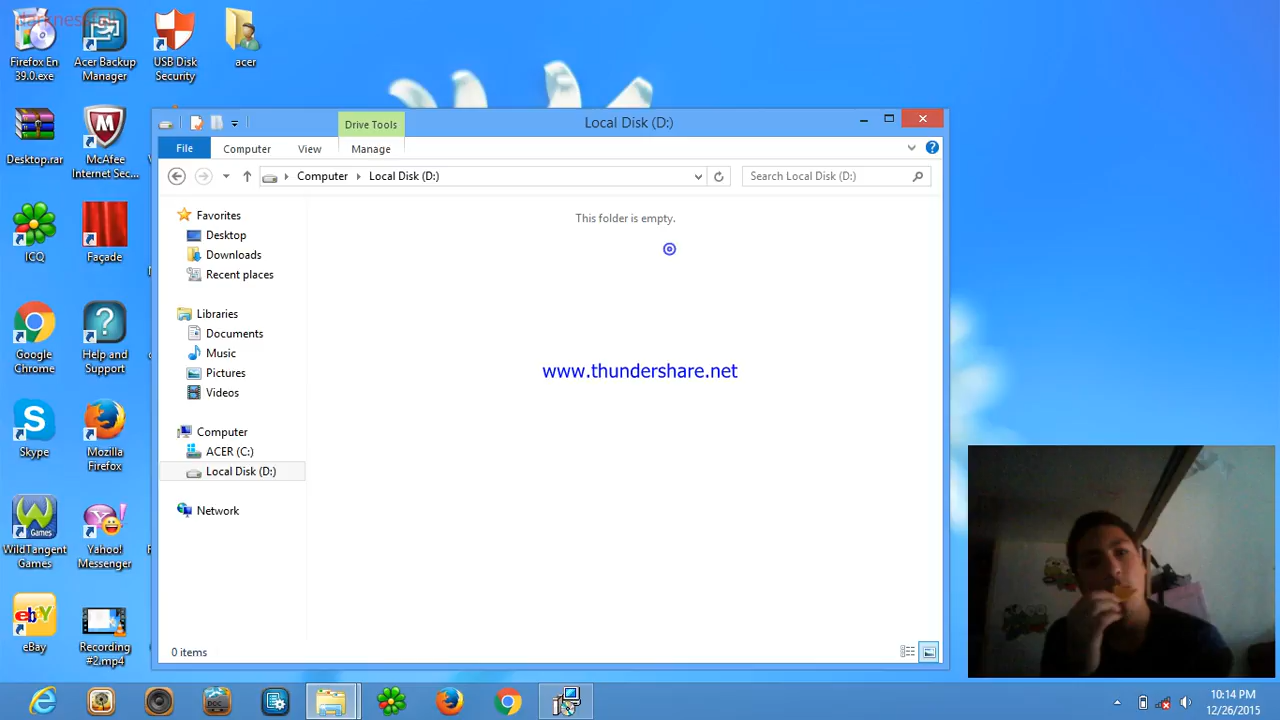 darkness
Firefox En
39.0.exe
Acer Backup
Manager
USB Disk
Security
acer
Desktop.rar
McAfee
Internet Sec...
ICQ
Façade
Google
Chrome
Help and
Support
Skype
Mozilla
Firefox
WildTangent
Games
Yahoo!
Messenger
eBay
Recording
#2.mp4
Drive Tools
Local Disk (D:)
File
Computer
View
Manage
Computer
Local Disk (D:)
Search Local Disk (D:)
Favorites
Desktop
Downloads
Recent places
Libraries
Documents
Music
Pictures
Videos
Computer
ACER (C:)
Local Disk (D:)
Network
This folder is empty.
www.thundershare.net
0 items
10:14 PM
12/26/2015